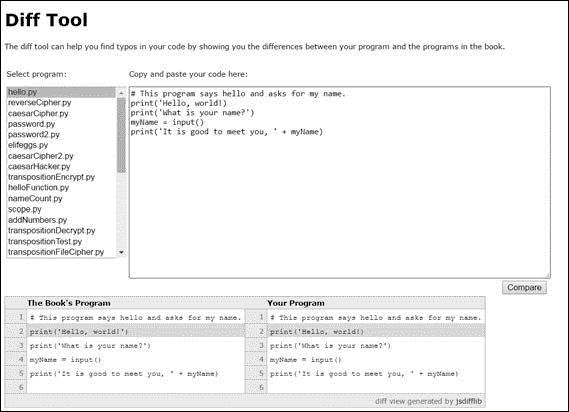 Diff Tool
The diff tool can help you find typos in your code by showing you the differences between your program and the programs in the book.
Select program:
Copy and paste your code here:
hello.py
reverseCipher.py
caesarCipher.py
password.py
password2.py
elifeggs.py
caesarCipher2.py
caesarHacker.py
transpositionEncrypt.py
helloFunction.py
nameCount.py
scope.py
addNumbers.py
transpositionDecrypt.py
transpositionTest.py
transpositionFileCipher.py
# This program says hello and asks for my name.
print('Hello, world!)
print('What is your name?')
myName = input()
print('It is good to meet you, ' + myName)
Compare
The Book's Program
1 # This program says hello and asks for my name.
2 print('Hello, world!')
3 print('What is your name?')
4 myName = input()
5 print('It is good to meet you, ' + myName)
6
Your Program
1 # This program says hello and asks for my name.
2 print('Hello, world!)
3 print('What is your name?')
4 myName = input()
5 print('It is good to meet you, ' + myName)
6
diff view generated by jsdifflib